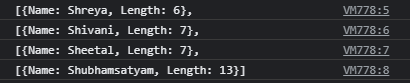 [{Name: Shreya, Length: 6}, VM778:5
[{Name: Shivani, Length: 7}, VM778:6
[{Name: Sheetal, Length: 7}, VM778:7
[{Name: Shubhamsatyam, Length: 13}] VM778:8